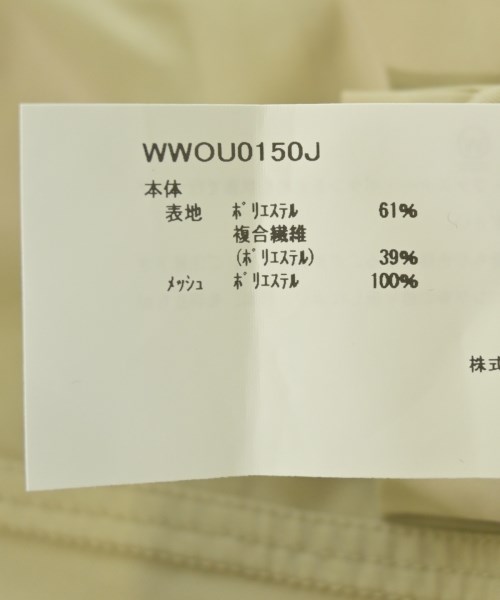 WWOU0150J
本体
表地 ﾎﾟﾘｴｽﾃﾙ 61%
複合繊維
(ﾎﾟﾘｴｽﾃﾙ) 39%
ﾒｯｼｭ ﾎﾟﾘｴｽﾃﾙ 100%
株式